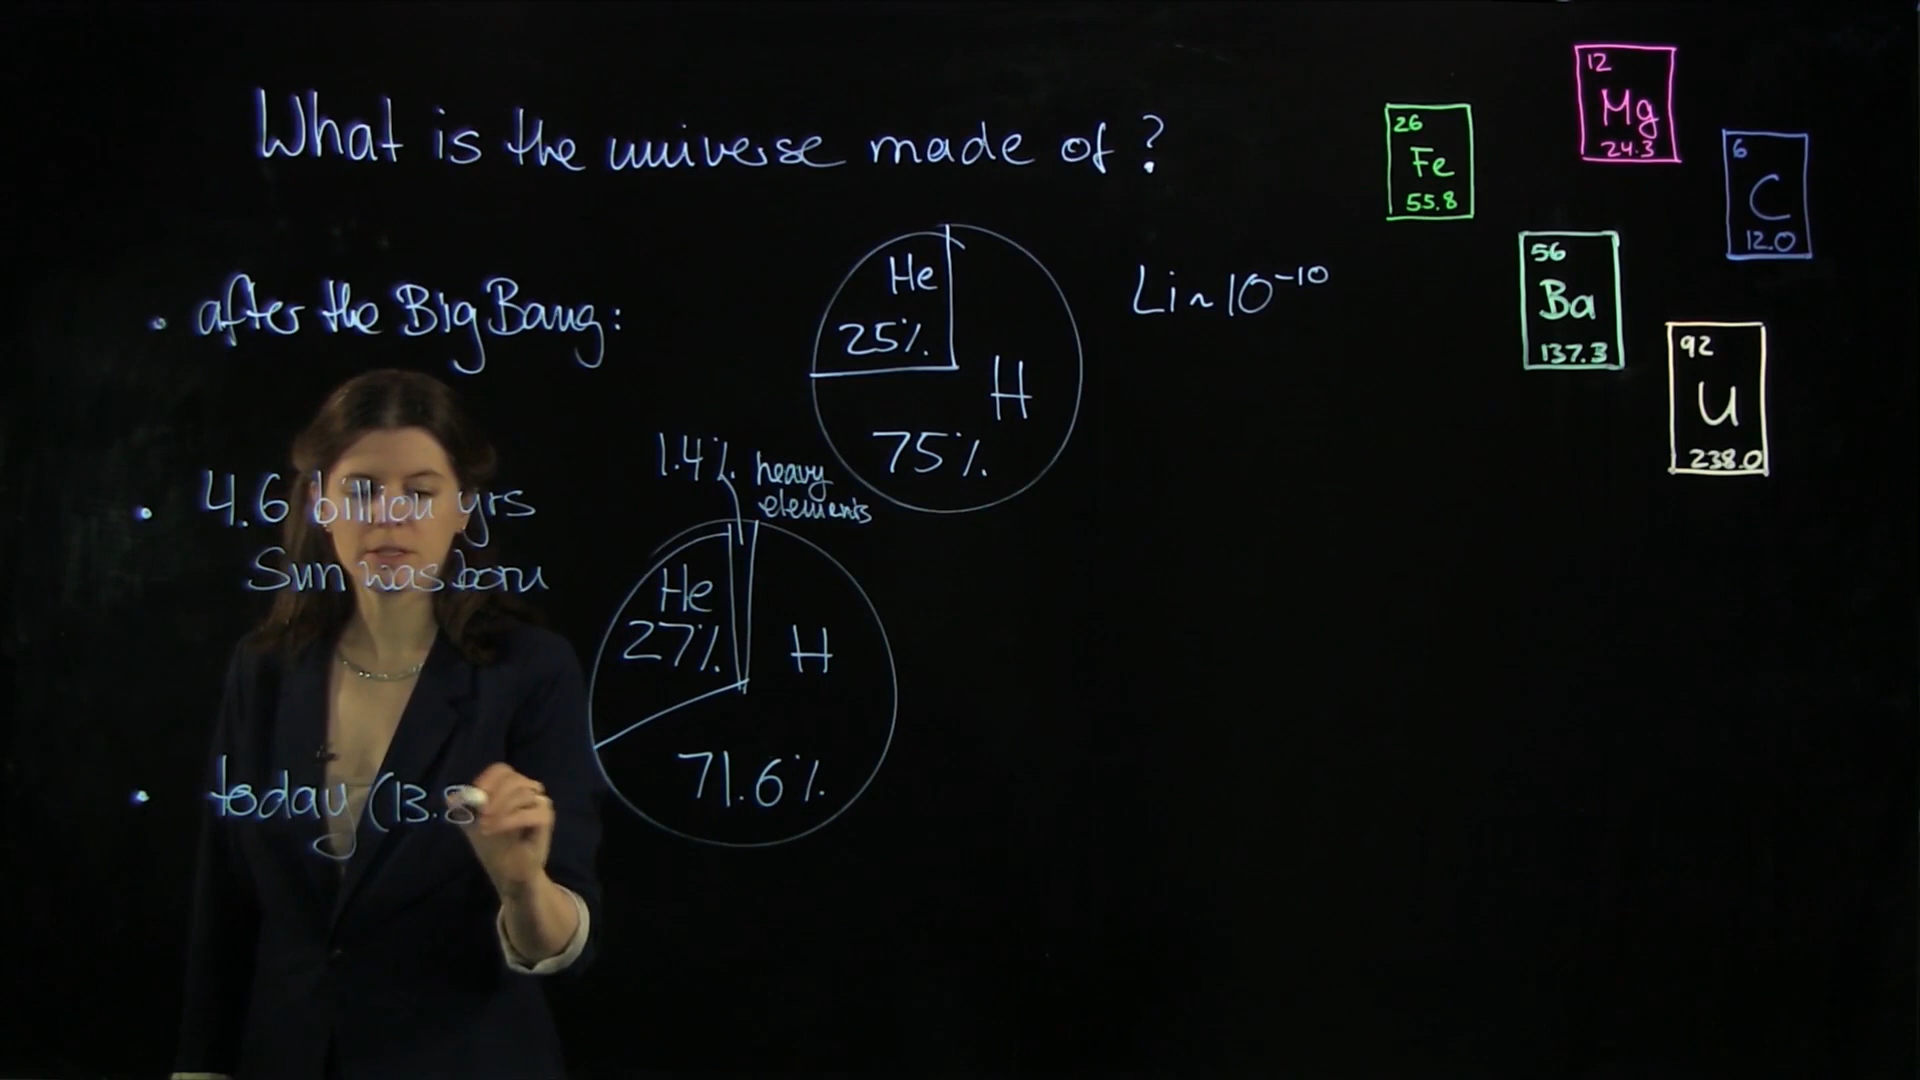 What is the universe made of?
• after the Big Bang:
He
25%
H
75%
Li ~ 10⁻¹⁰
• 4.6 billion yrs
Sun was born
1.4% heavy
elements
He
27%
H
71.6%
• today (13.8
26
Fe
55.8
12
Mg
24.3
6
C
12.0
56
Ba
137.3
92
U
238.0